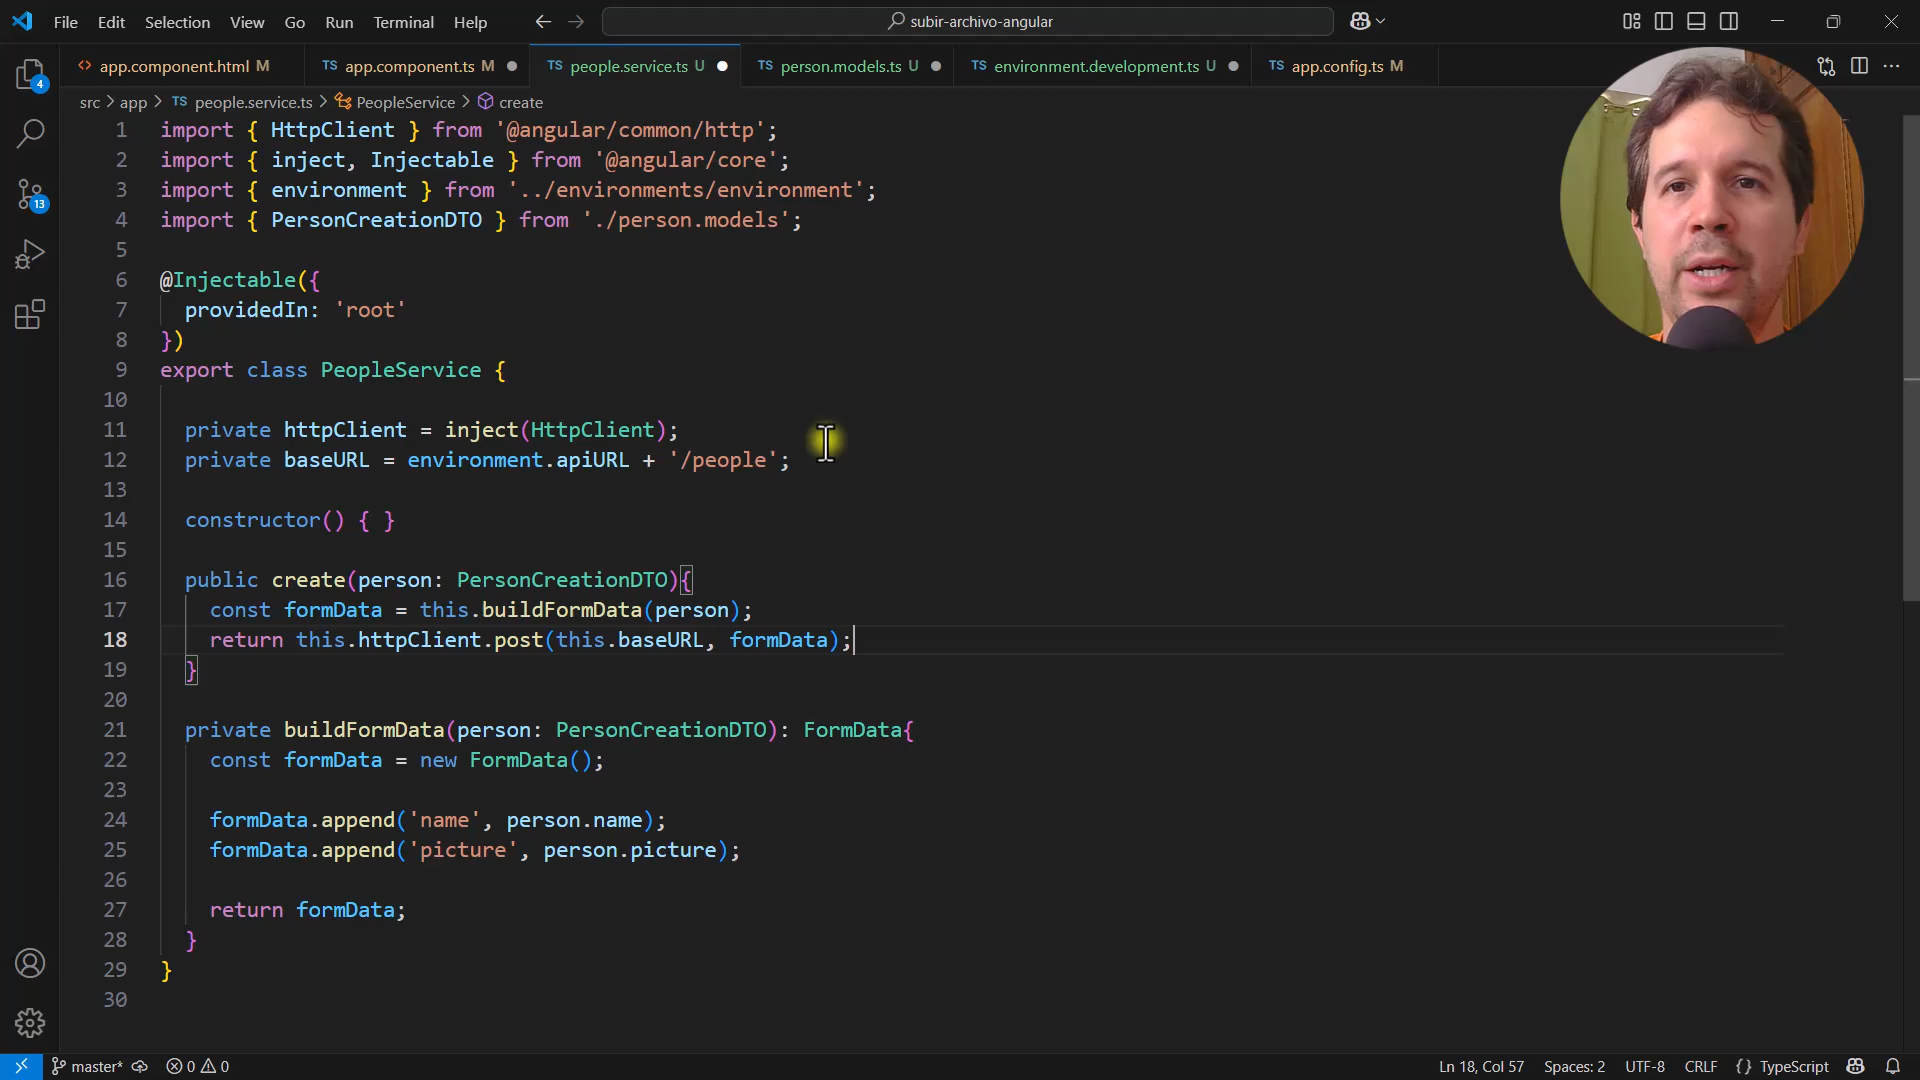 File Edit Selection View Go Run Terminal Help subir-archivo-angular
app.component.html M TS app.component.ts M TS people.service.ts U TS person.models.ts U TS environment.development.ts U TS app.config.ts M
4
src > app > TS people.service.ts > PeopleService > create
1 import { HttpClient } from '@angular/common/http';
2 import { inject, Injectable } from '@angular/core';
3 import { environment } from '../environments/environment';
13
4 import { PersonCreationDTO } from './person.models';
5
6 @Injectable({
7 providedIn: 'root'
8 })
9 export class PeopleService {
10
11 private httpClient = inject(HttpClient);
12 private baseURL = environment.apiURL + '/people';
13
14 constructor() { }
15
16 public create(person: PersonCreationDTO){
17 const formData = this.buildFormData(person);
18 return this.httpClient.post(this.baseURL, formData);
19 }
20
21 private buildFormData(person: PersonCreationDTO): FormData{
22 const formData = new FormData();
23
24 formData.append('name', person.name);
25 formData.append('picture', person.picture);
26
27 return formData;
28 }
29 }
30
master* 0 0 Ln 18, Col 57 Spaces: 2 UTF-8 CRLF {} TypeScript